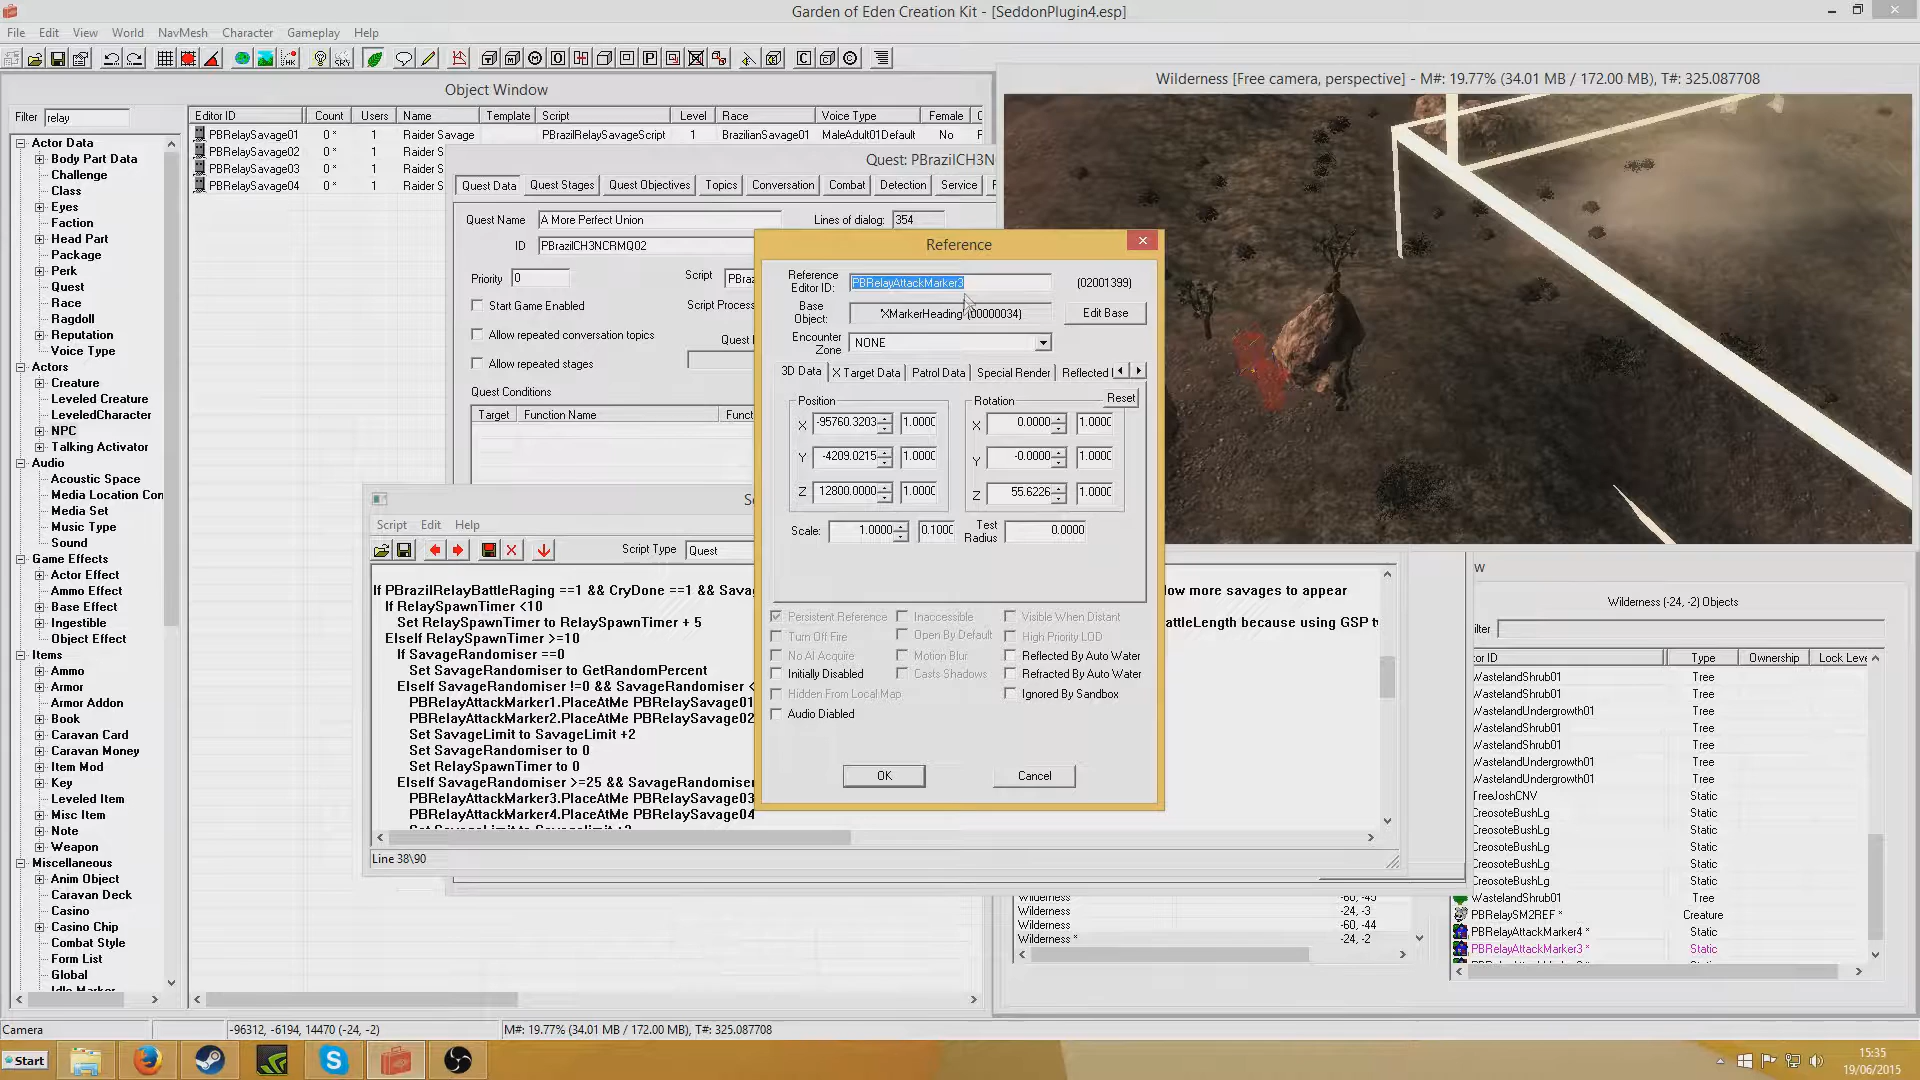 Garden of Eden Creation Kit - [SeddonPlugin4.esp]
File Edit View World NavMesh Character Gameplay Help
Object Window
Wilderness [Free camera, perspective] - M#: 19.77% (34.01 MB / 172.00 MB), T#: 325.087708
Filter relay
Editor ID Count Users Name Template Script Level Race Voice Type Female
PBRelaySavage01 0 * 1 Raider Savage PBrazilRelaySavageScript 1 BrazilianSavage01 MaleAdult01Default No
PBRelaySavage02 0 * 1 Raider S
PBRelaySavage03 0 * 1 Raider S
PBRelaySavage04 0 * 1 Raider S
Actor Data
Body Part Data
Challenge
Class
Eyes
Faction
Head Part
Package
Perk
Quest
Race
Ragdoll
Reputation
Voice Type
Actors
Creature
Leveled Creature
LeveledCharacter
NPC
Talking Activator
Audio
Acoustic Space
Media Location Con
Media Set
Music Type
Sound
Game Effects
Actor Effect
Ammo Effect
Base Effect
Ingestible
Object Effect
Items
Ammo
Armor
Armor Addon
Book
Caravan Card
Caravan Money
Item Mod
Key
Leveled Item
Misc Item
Note
Weapon
Miscellaneous
Anim Object
Caravan Deck
Casino
Casino Chip
Combat Style
Form List
Global
Idle Marker
Quest: PBrazilCH3N
Quest Data Quest Stages Quest Objectives Topics Conversation Combat Detection Service
Quest Name A More Perfect Union Lines of dialog: 354
ID PBrazilCH3NCRMQ02
Priority 0 Script PBraz
Start Game Enabled Script Process
Allow repeated conversation topics Quest
Allow repeated stages
Quest Conditions
Target Function Name Funct
Script Edit Help
Script Type Quest
If PBrazilRelayBattleRaging ==1 && CryDone ==1 && Savag
low more savages to appear
If RelaySpawnTimer <10
Set RelaySpawnTimer to RelaySpawnTimer + 5
attleLength because using GSP
ElseIf RelaySpawnTimer >=10
If SavageRandomiser ==0
Set SavageRandomiser to GetRandomPercent
ElseIf SavageRandomiser !=0 && SavageRandomiser <
PBRelayAttackMarker1.PlaceAtMe PBRelaySavage01
PBRelayAttackMarker2.PlaceAtMe PBRelaySavage02
Set SavageLimit to SavageLimit +2
Set SavageRandomiser to 0
Set RelaySpawnTimer to 0
ElseIf SavageRandomiser >=25 && SavageRandomiser
PBRelayAttackMarker3.PlaceAtMe PBRelaySavage03
PBRelayAttackMarker4.PlaceAtMe PBRelaySavage04
Set SavageLimit to SavageLimit +2
Line 38\90
Reference
Reference Editor ID: PBRelayAttackMarker3 (02001399)
Base Object: XMarkerHeading (00000034) Edit Base
Encounter Zone NONE
3D Data X Target Data Patrol Data Special Render Reflected
Position Rotation Reset
X -95760.3203 1.0000 X 0.0000 1.0000
Y -4209.0215 1.0000 Y -0.0000 1.0000
Z 12800.0000 1.0000 Z 55.6226 1.0000
Scale: 1.0000 0.1000 Test Radius 0.0000
Persistent Reference Inaccessible Visible When Distant
Turn Off Fire Open By Default High Priority LOD
No AI Acquire Motion Blur Reflected By Auto Water
Initially Disabled Casts Shadows Refracted By Auto Water
Hidden From Local Map Ignored By Sandbox
Audio Diabled
OK Cancel
Wilderness (-24, -2) Objects
ilter
or ID Type Ownership Lock Leve
WastelandShrub01 Tree
WastelandShrub01 Tree
WastelandUndergrowth01 Tree
WastelandShrub01 Tree
WastelandShrub01 Tree
WastelandUndergrowth01 Tree
WastelandUndergrowth01 Tree
TreeJoshCNV Static
CreosoteBushLg Static
CreosoteBushLg Static
CreosoteBushLg Static
CreosoteBushLg Static
CreosoteBushLg Static
WastelandShrub01 Tree
PBRelaySM2REF * Creature
PBRelayAttackMarker4 * Static
PBRelayAttackMarker3 * Static
Wilderness -60, -45
Wilderness -24, -3
Wilderness -60, -44
Wilderness * -24, -2
Camera -96312, -6194, 14470 (-24, -2) M#: 19.77% (34.01 MB / 172.00 MB), T#: 325.087708
Start
15:35
19/06/2015